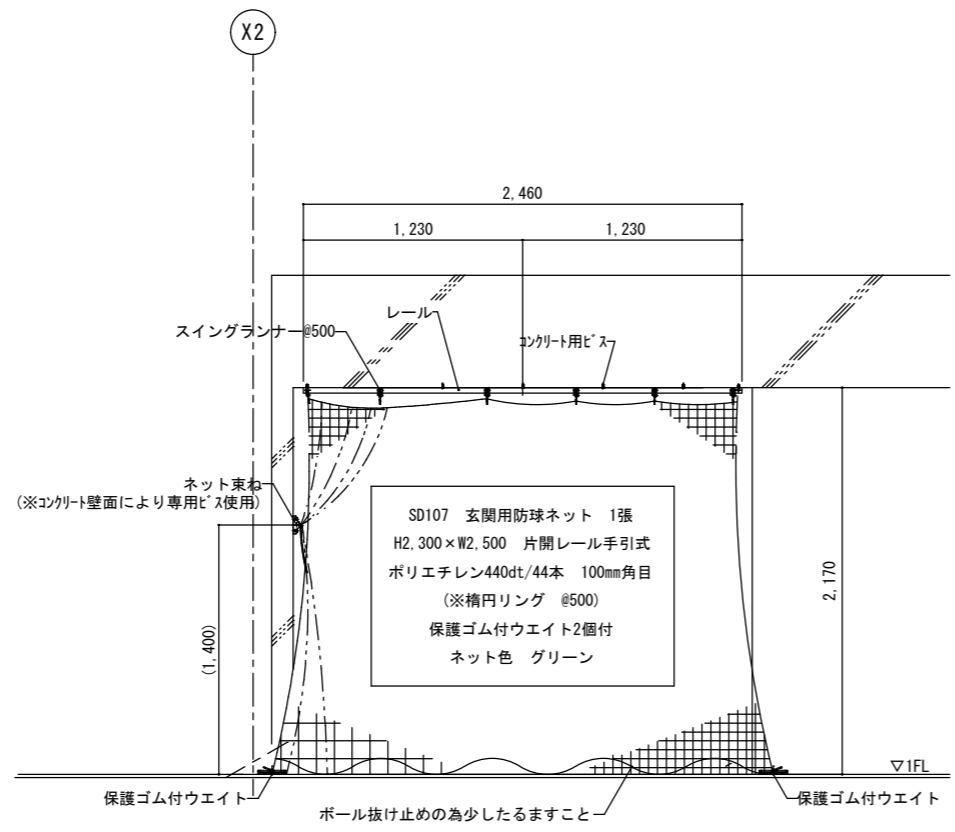 X2
2,460
1,230
1,230
レール
スイングランナー@500
コンクリート用ビス
ネット束ね
(※コンクリート壁面により専用ビス使用)
SD107 玄関用防球ネット 1張
H2,300×W2,500 片開レール手引式
ポリエチレン440dt/44本 100mm角目
(※楕円リング @500)
保護ゴム付ウエイト2個付
ネット色 グリーン
2,170
(1,400)
▽1FL
保護ゴム付ウエイト
ボール抜け止めの為少したるますこと
保護ゴム付ウエイト